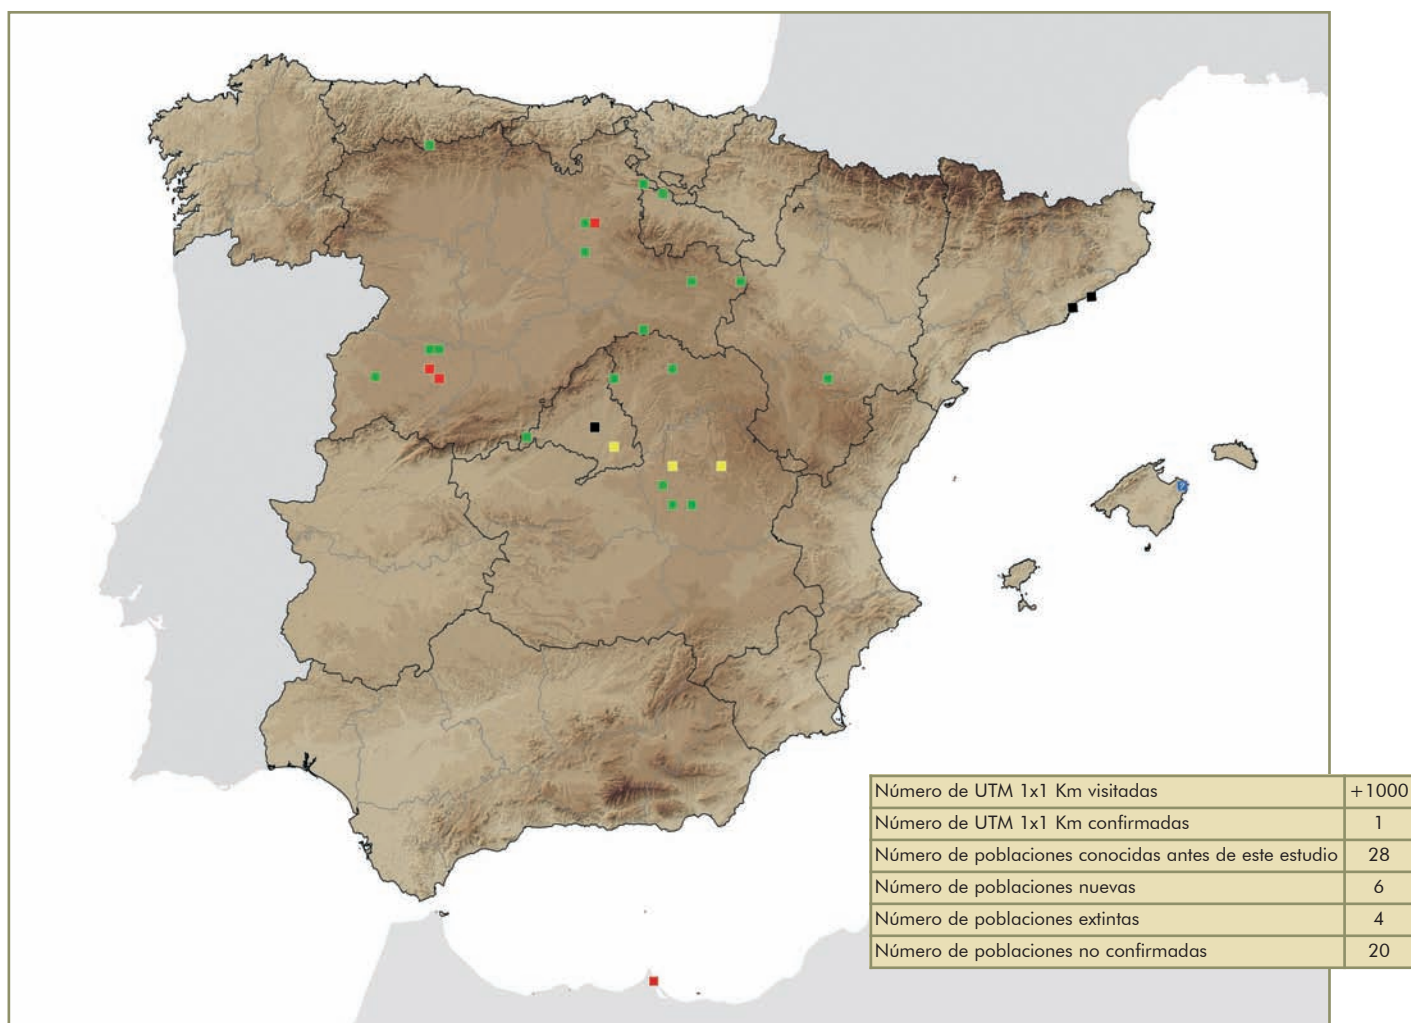 Número de UTM 1x1 Km visitadas +1000
Número de UTM 1x1 Km confirmadas 1
Número de poblaciones conocidas antes de este estudio 28
Número de poblaciones nuevas 6
Número de poblaciones extintas 4
Número de poblaciones no confirmadas 20